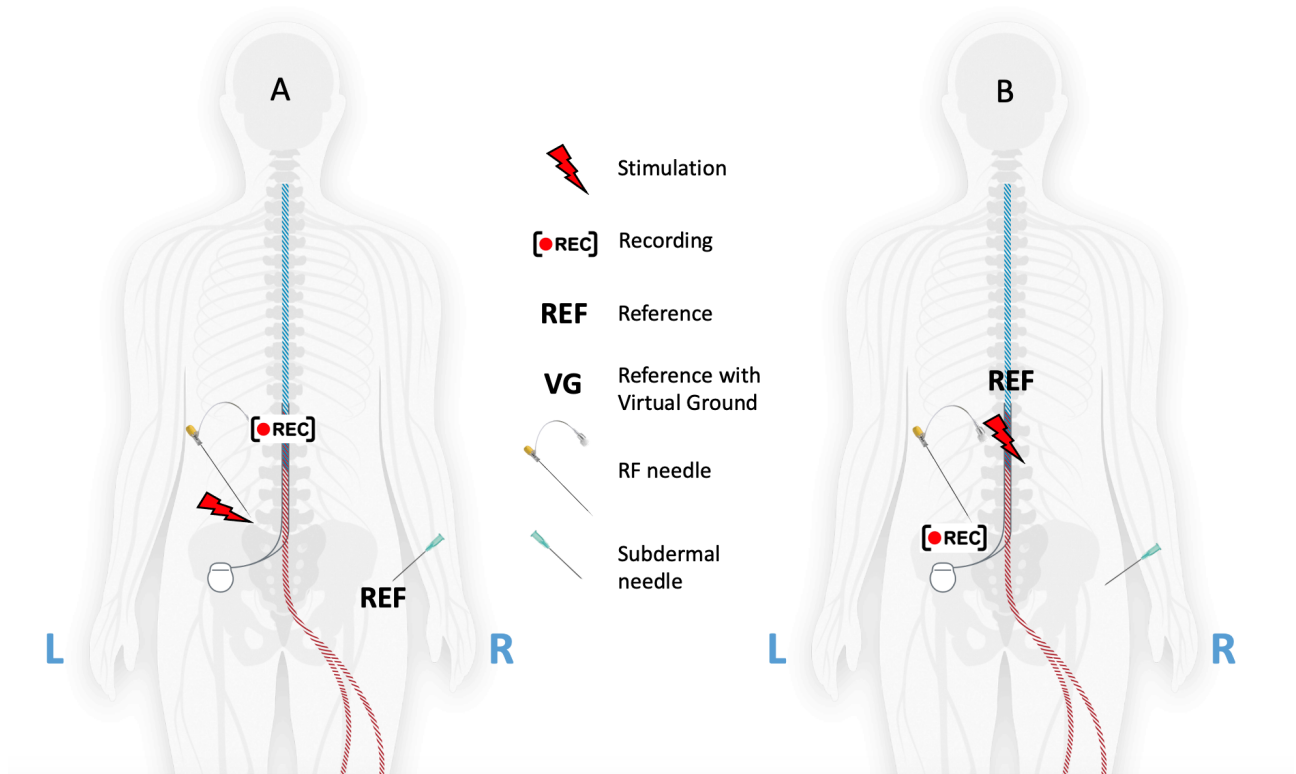 A
B
Stimulation
REC
Recording
REF
Reference
VG
Reference with
Virtual Ground
RF needle
Subdermal
needle
REC
REF
L
R
REF
REC
L
R